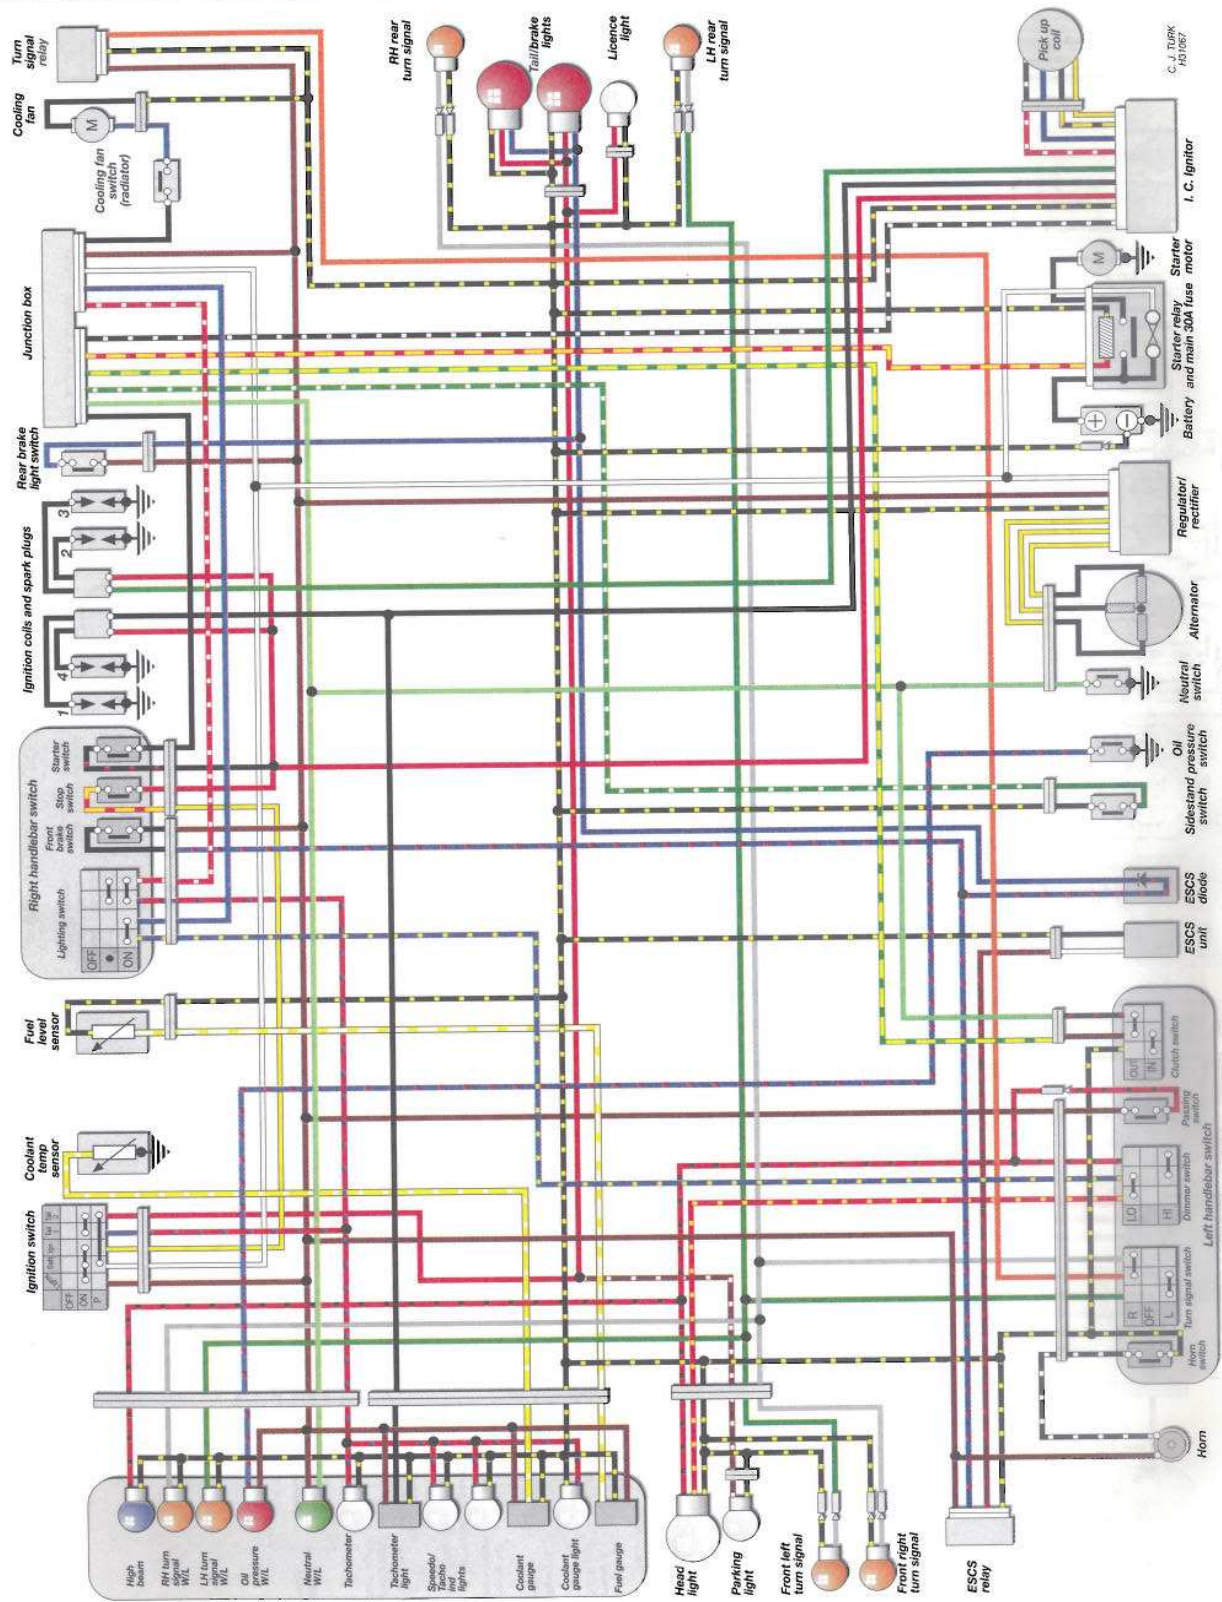 Turn
signal
relay
Cooling
fan
M
Cooling fan
switch
(radiator)
Junction box
Rear brake
light switch
Ignition coils and spark plugs
3
2
4
1
Right handlebar switch
Starter
switch
Stop
switch
Front
brake
switch
Lighting switch
OFF
●
ON
Fuel
level
sensor
Coolant
temp
sensor
Ignition switch
OFF
ON
P
Ign
RH rear
turn signal
Tail/brake
lights
Licence
light
LH rear
turn signal
Pick up
coil
C. J. TURK
H31067
I. C. Ignitor
Starter
motor
M
Starter relay
and main 30A fuse
Battery
+
−
Regulator/
rectifier
Alternator
Neutral
switch
Oil
pressure
switch
Sidestand
switch
ESCS
diode
ESCS
unit
Left handlebar switch
Clutch switch
OUT
IN
Passing
switch
Dimmer switch
LO
HI
Turn signal switch
R
OFF
L
Horn
switch
Horn
High
beam
RH turn
signal
W/L
LH turn
signal
W/L
Oil
pressure
W/L
Neutral
W/L
Tachometer
Tachometer
light
Speedo/
Tacho
ind
lights
Coolant
gauge
Coolant
gauge light
Fuel gauge
Head
light
Parking
light
Front left
turn signal
Front right
turn signal
ESCS
relay